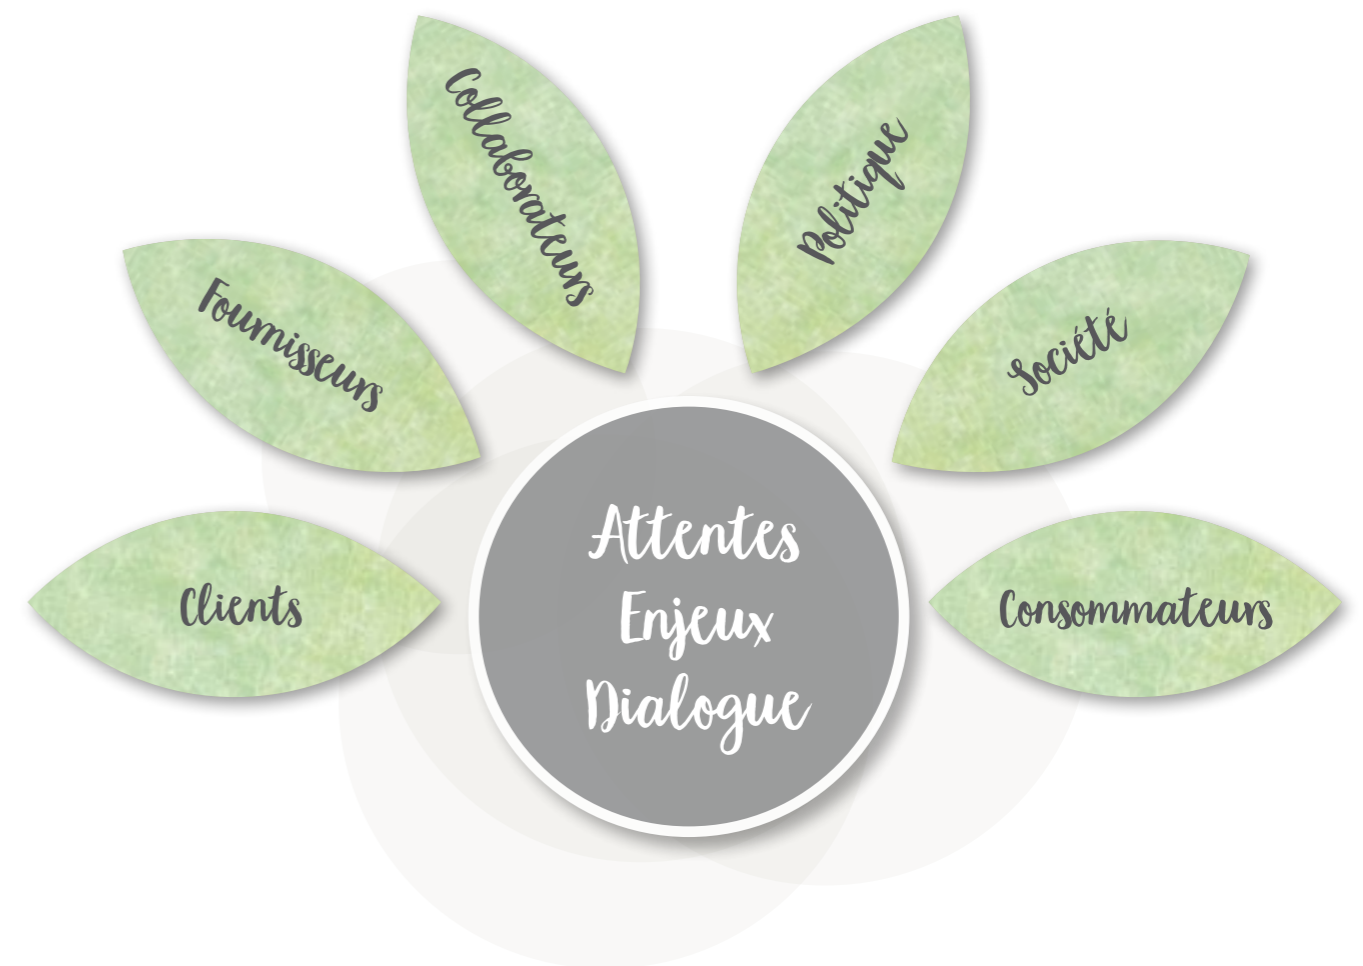 Collaborateurs
Politique
Fournisseurs
Société
Clients
Consommateurs
Attentes
Enjeux
Dialogue